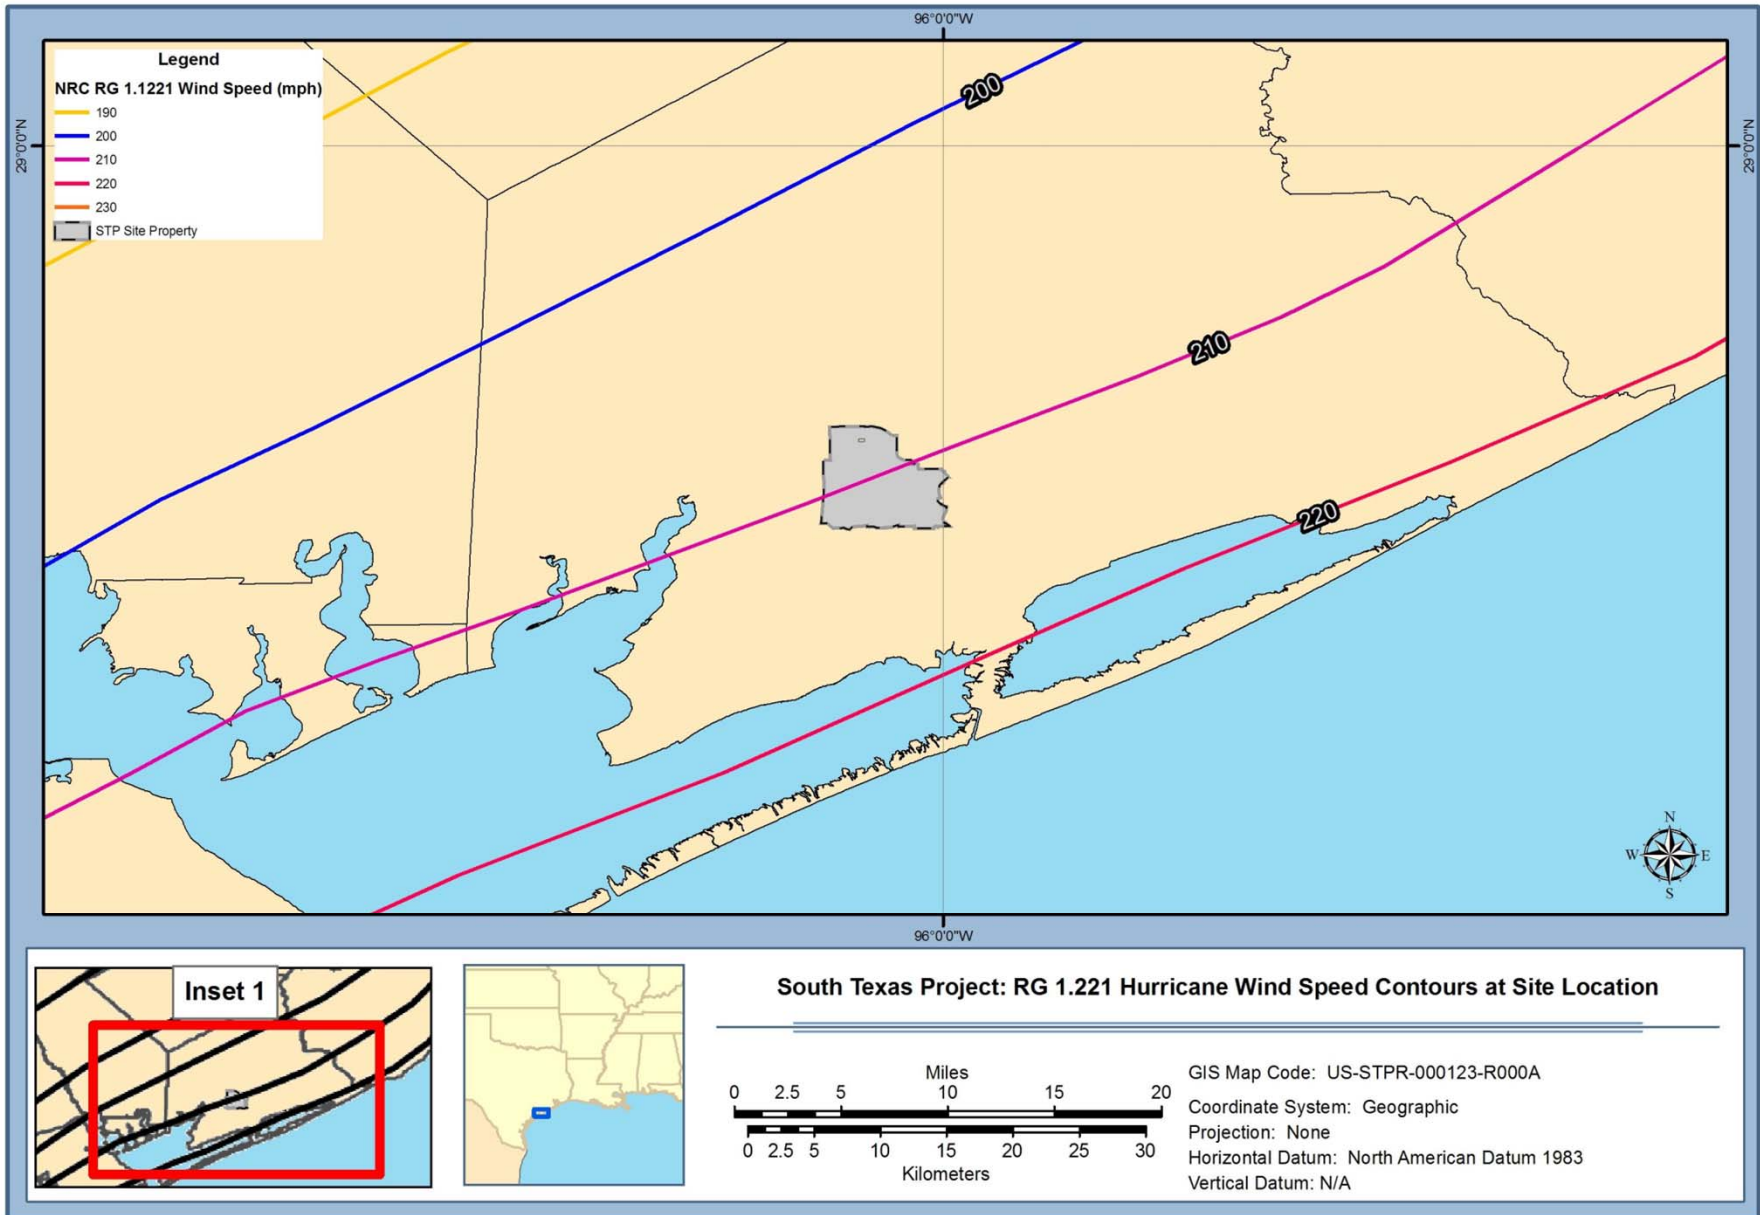 96°0'0"W
Legend
NRC RG 1.1221 Wind Speed (mph)
190
200
210
220
230
STP Site Property
29°0'0"N
29°0'0"N
200
210
220
N
W E
S
96°0'0"W
Inset 1
South Texas Project: RG 1.221 Hurricane Wind Speed Contours at Site Location
Miles
0 2.5 5 10 15 20
0 2.5 5 10 15 20 25 30
Kilometers
GIS Map Code: US-STPR-000123-R000A
Coordinate System: Geographic
Projection: None
Horizontal Datum: North American Datum 1983
Vertical Datum: N/A